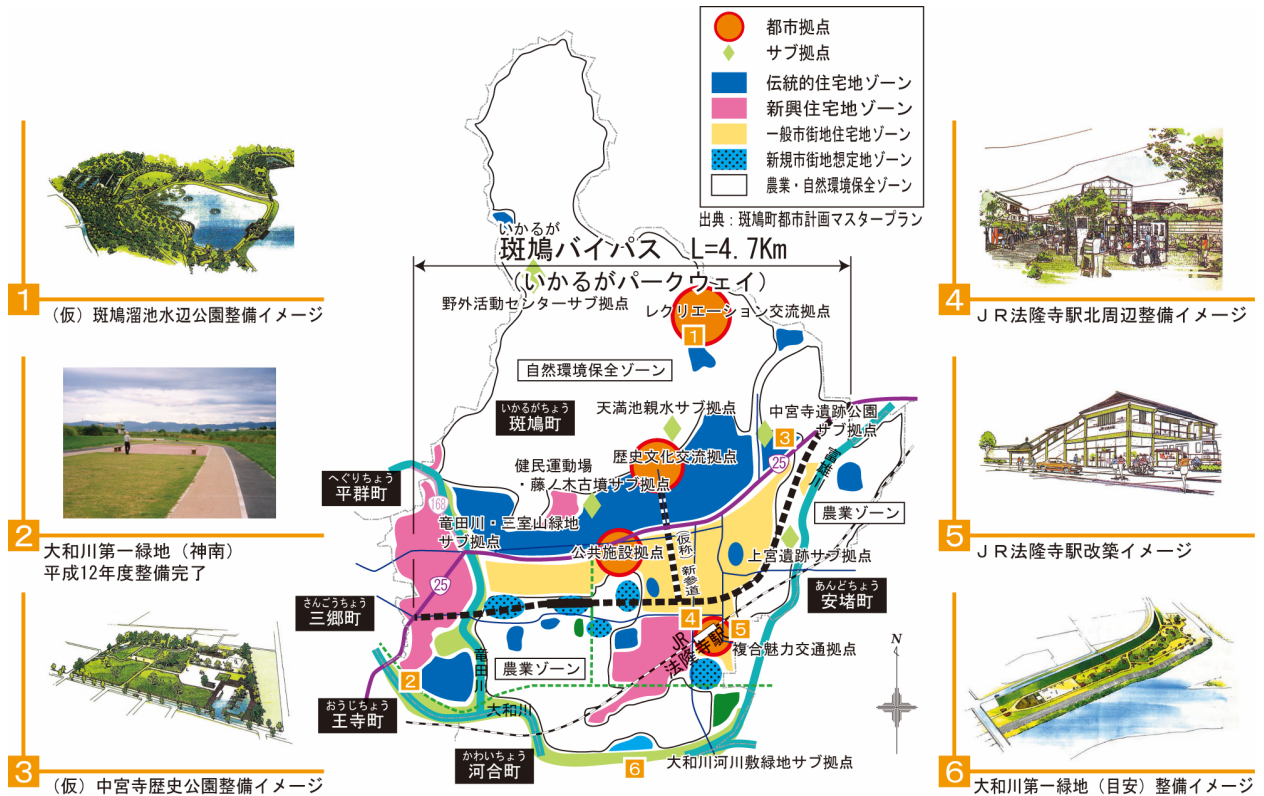 都市拠点
サブ拠点
伝統的住宅地ゾーン
新興住宅地ゾーン
一般市街地住宅地ゾーン
新規市街地想定地ゾーン
農業・自然環境保全ゾーン
出典：斑鳩町都市計画マスタープラン
いかるが
斑鳩バイパス　L=4.7Km
（いかるがパークウェイ）
野外活動センターサブ拠点
レクリエーション交流拠点
1
自然環境保全ゾーン
いかるがちょう
斑鳩町
天満池親水サブ拠点
中宮寺遺跡公園
サブ拠点
3
歴史文化交流拠点
25
富雄川
健民運動場
・藤ノ木古墳サブ拠点
へぐりちょう
平群町
168
農業ゾーン
竜田川・三室山緑地
サブ拠点
公共施設拠点
（仮称）新参道
上宮遺跡サブ拠点
25
あんどちょう
安堵町
さんごうちょう
三郷町
4
5
JR
法隆寺駅
複合魅力交通拠点
竜田川
農業ゾーン
2
おうじちょう
王寺町
大和川
N
かわいちょう
河合町
6
大和川河川敷緑地サブ拠点
1
（仮）斑鳩溜池水辺公園整備イメージ
2
大和川第一緑地（神南）
平成12年度整備完了
3
（仮）中宮寺歴史公園整備イメージ
4
ＪＲ法隆寺駅北周辺整備イメージ
5
ＪＲ法隆寺駅改築イメージ
6
大和川第一緑地（目安）整備イメージ